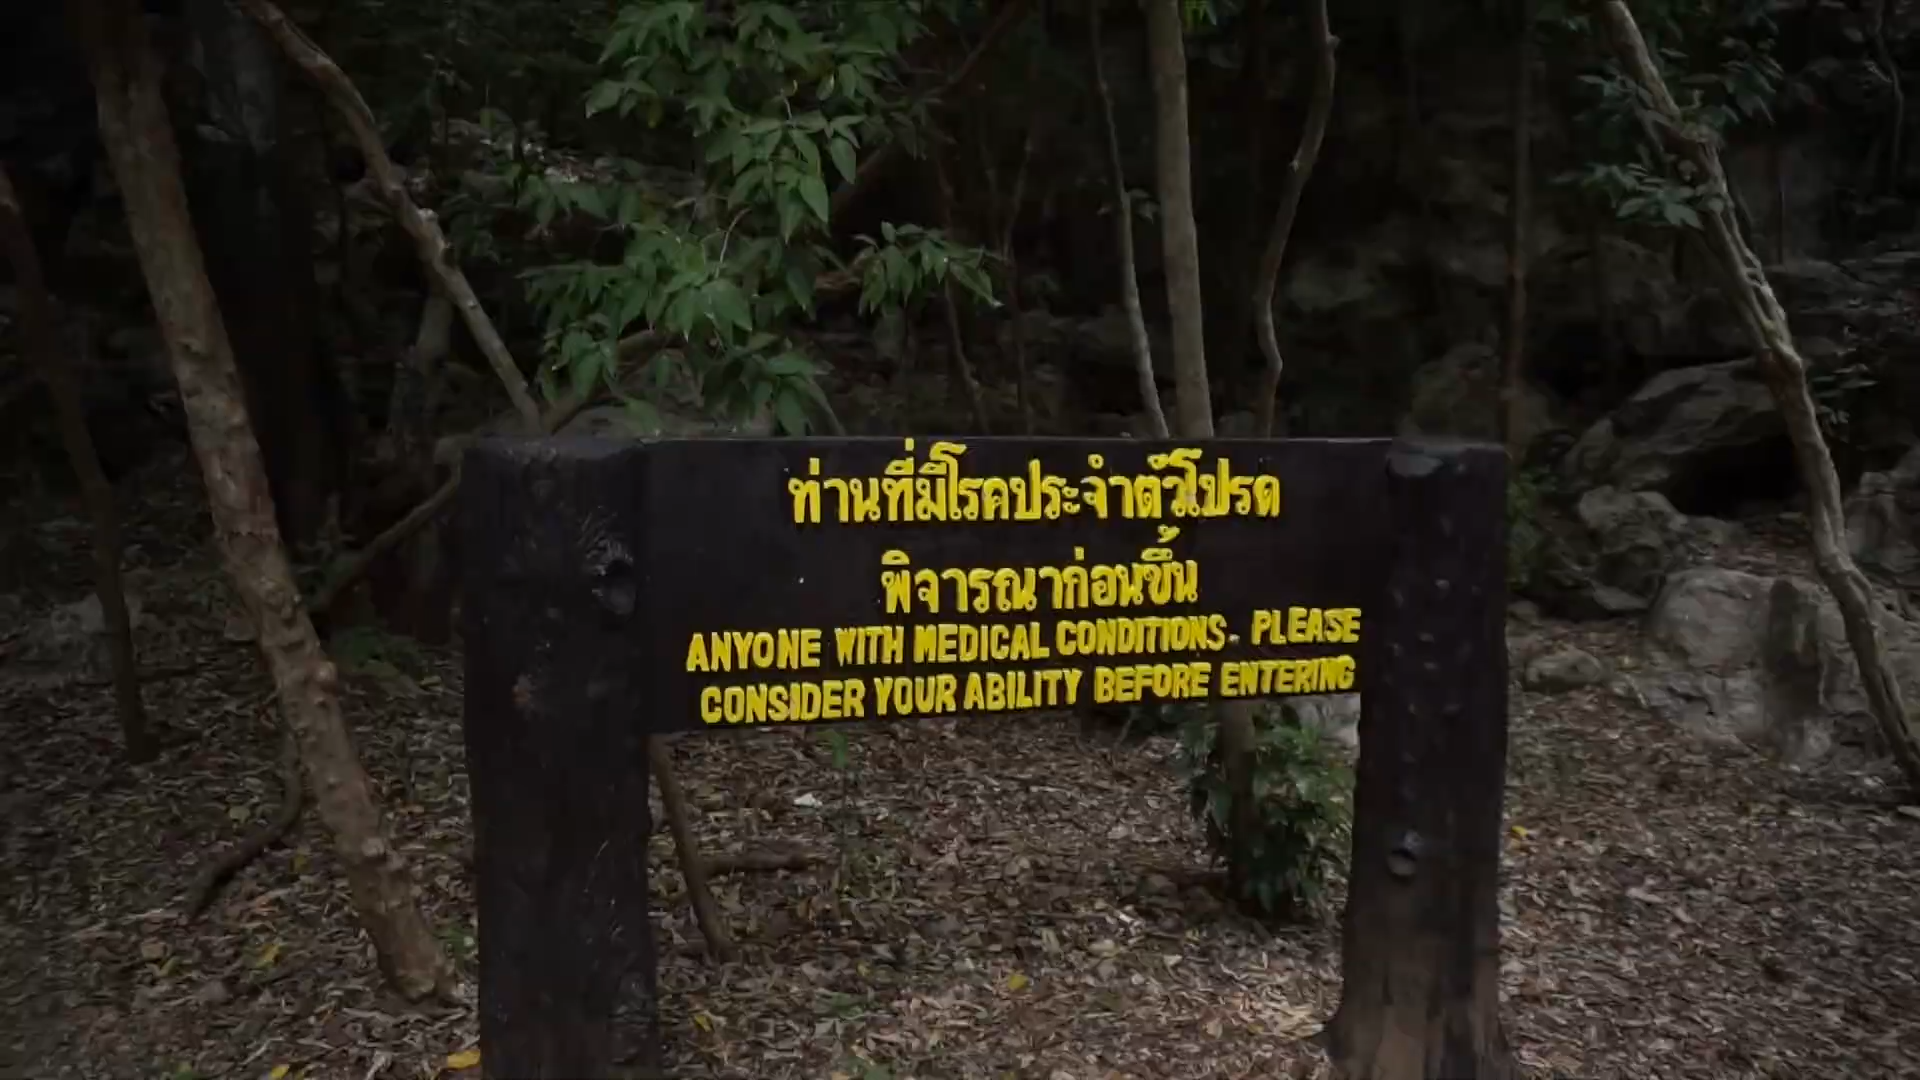 ท่านที่มีโรคประจำตัวโปรด
พิจารณาก่อนขึ้น
ANYONE WITH MEDICAL CONDITIONS. PLEASE
CONSIDER YOUR ABILITY BEFORE ENTERING